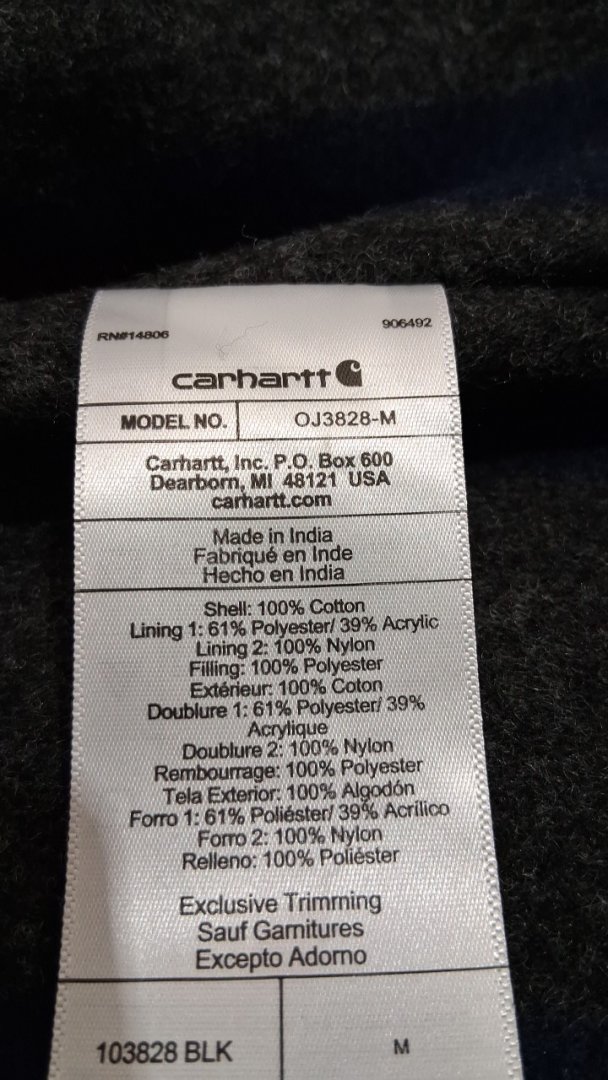 RN#14806 906492
carhartt
MODEL NO. OJ3828-M
Carhartt, Inc. P.O. Box 600
Dearborn, MI 48121 USA
carhartt.com
Made in India
Fabriqué en Inde
Hecho en India
Shell: 100% Cotton
Lining 1: 61% Polyester/ 39% Acrylic
Lining 2: 100% Nylon
Filling: 100% Polyester
Extérieur: 100% Coton
Doublure 1: 61% Polyester/ 39%
Acrylique
Doublure 2: 100% Nylon
Rembourrage: 100% Polyester
Tela Exterior: 100% Algodón
Forro 1: 61% Poliéster/ 39% Acrílico
Forro 2: 100% Nylon
Relleno: 100% Poliéster
Exclusive Trimming
Sauf Garnitures
Excepto Adorno
103828 BLK M